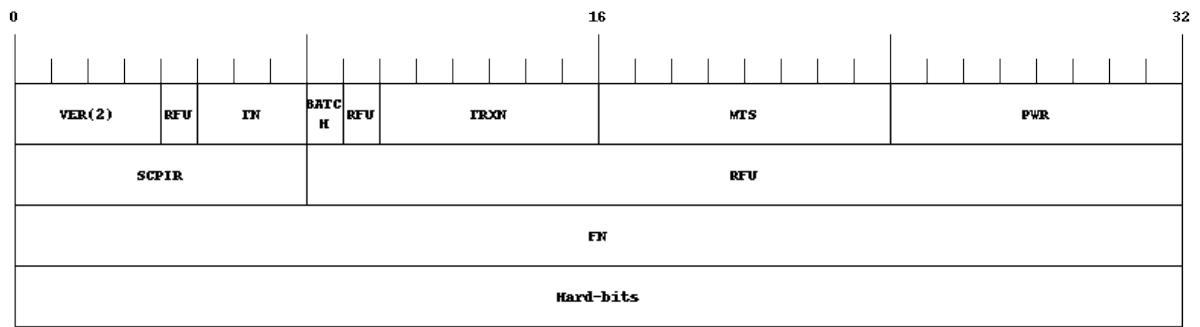 0 16 32
VER(2) RFU TN BATC
H RFU TRXN MTS PWR
SCPIR RFU
FN
Hard-bits